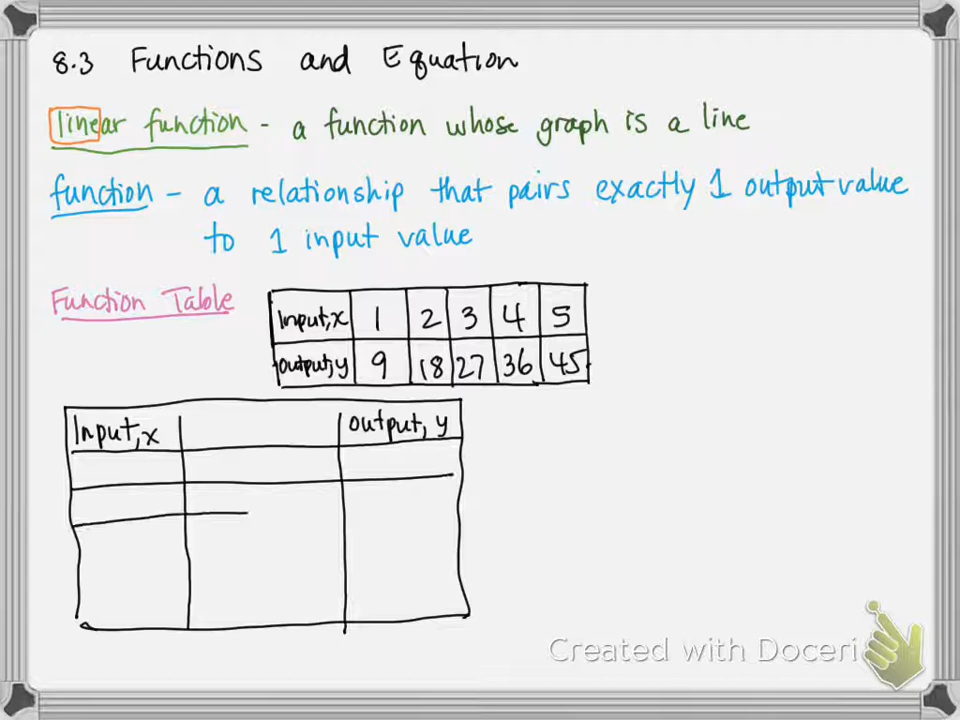 8.3 Functions and Equation
linear function - a function whose graph is a line
function - a relationship that pairs exactly 1 output value
to 1 input value
Function Table
Input,x 1 2 3 4 5
output,y 9 18 27 36 45
Input,x output, y
Created with Doceri